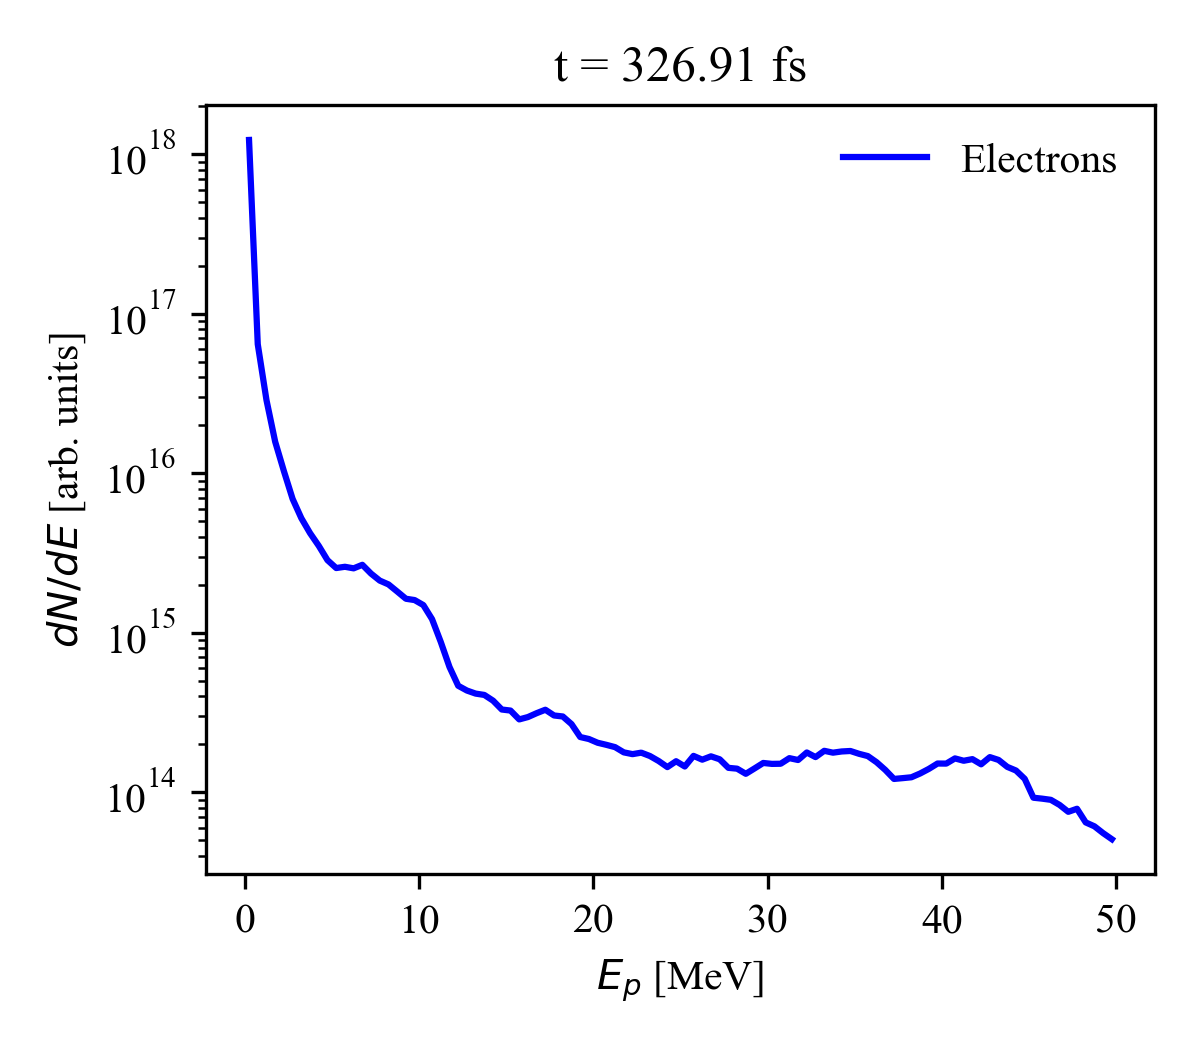 t = 326.91 fs
10^18
10^17
10^16
10^15
10^14
dN/dE [arb. units]
Electrons
0 10 20 30 40 50
E_p [MeV]